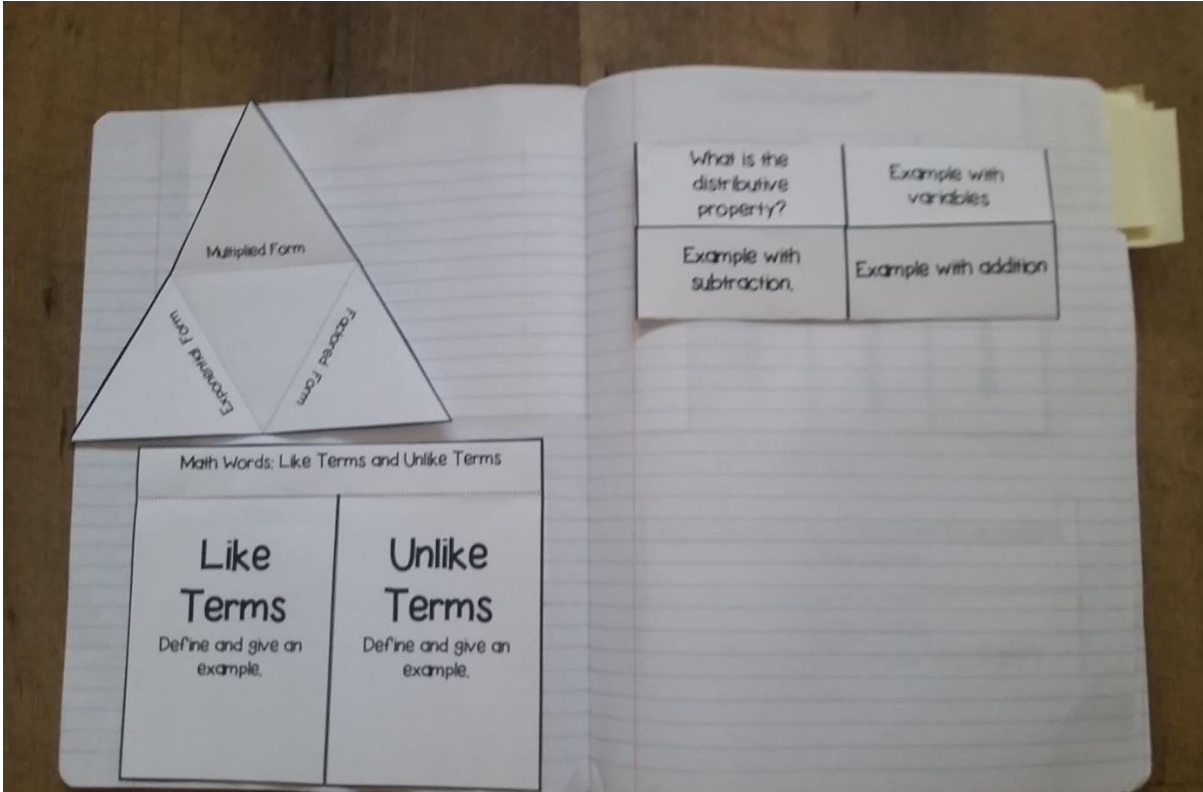 Multiplied Form
Exponential Form
Factored Form
Math Words: Like Terms and Unlike Terms
Like
Terms
Define and give an
example.
Unlike
Terms
Define and give an
example.
What is the
distributive
property?
Example with
variables
Example with
subtraction.
Example with addition